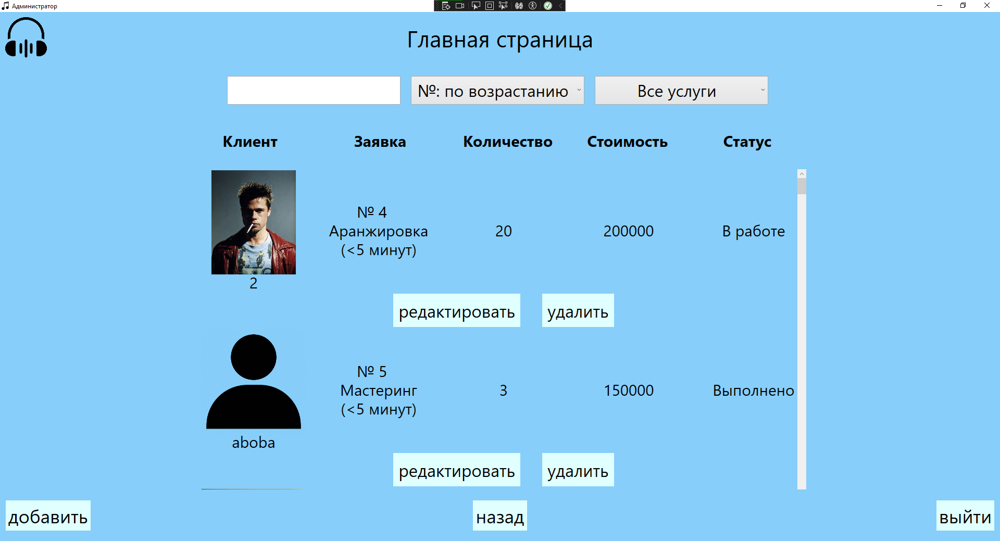 Администратор
Главная страница
№: по возрастанию Все услуги
Клиент Заявка Количество Стоимость Статус
№ 4
Аранжировка 20 200000 В работе
(<5 минут)
2
редактировать удалить
№ 5
Мастеринг 3 150000 Выполнено
(<5 минут)
aboba
редактировать удалить
добавить назад выйти